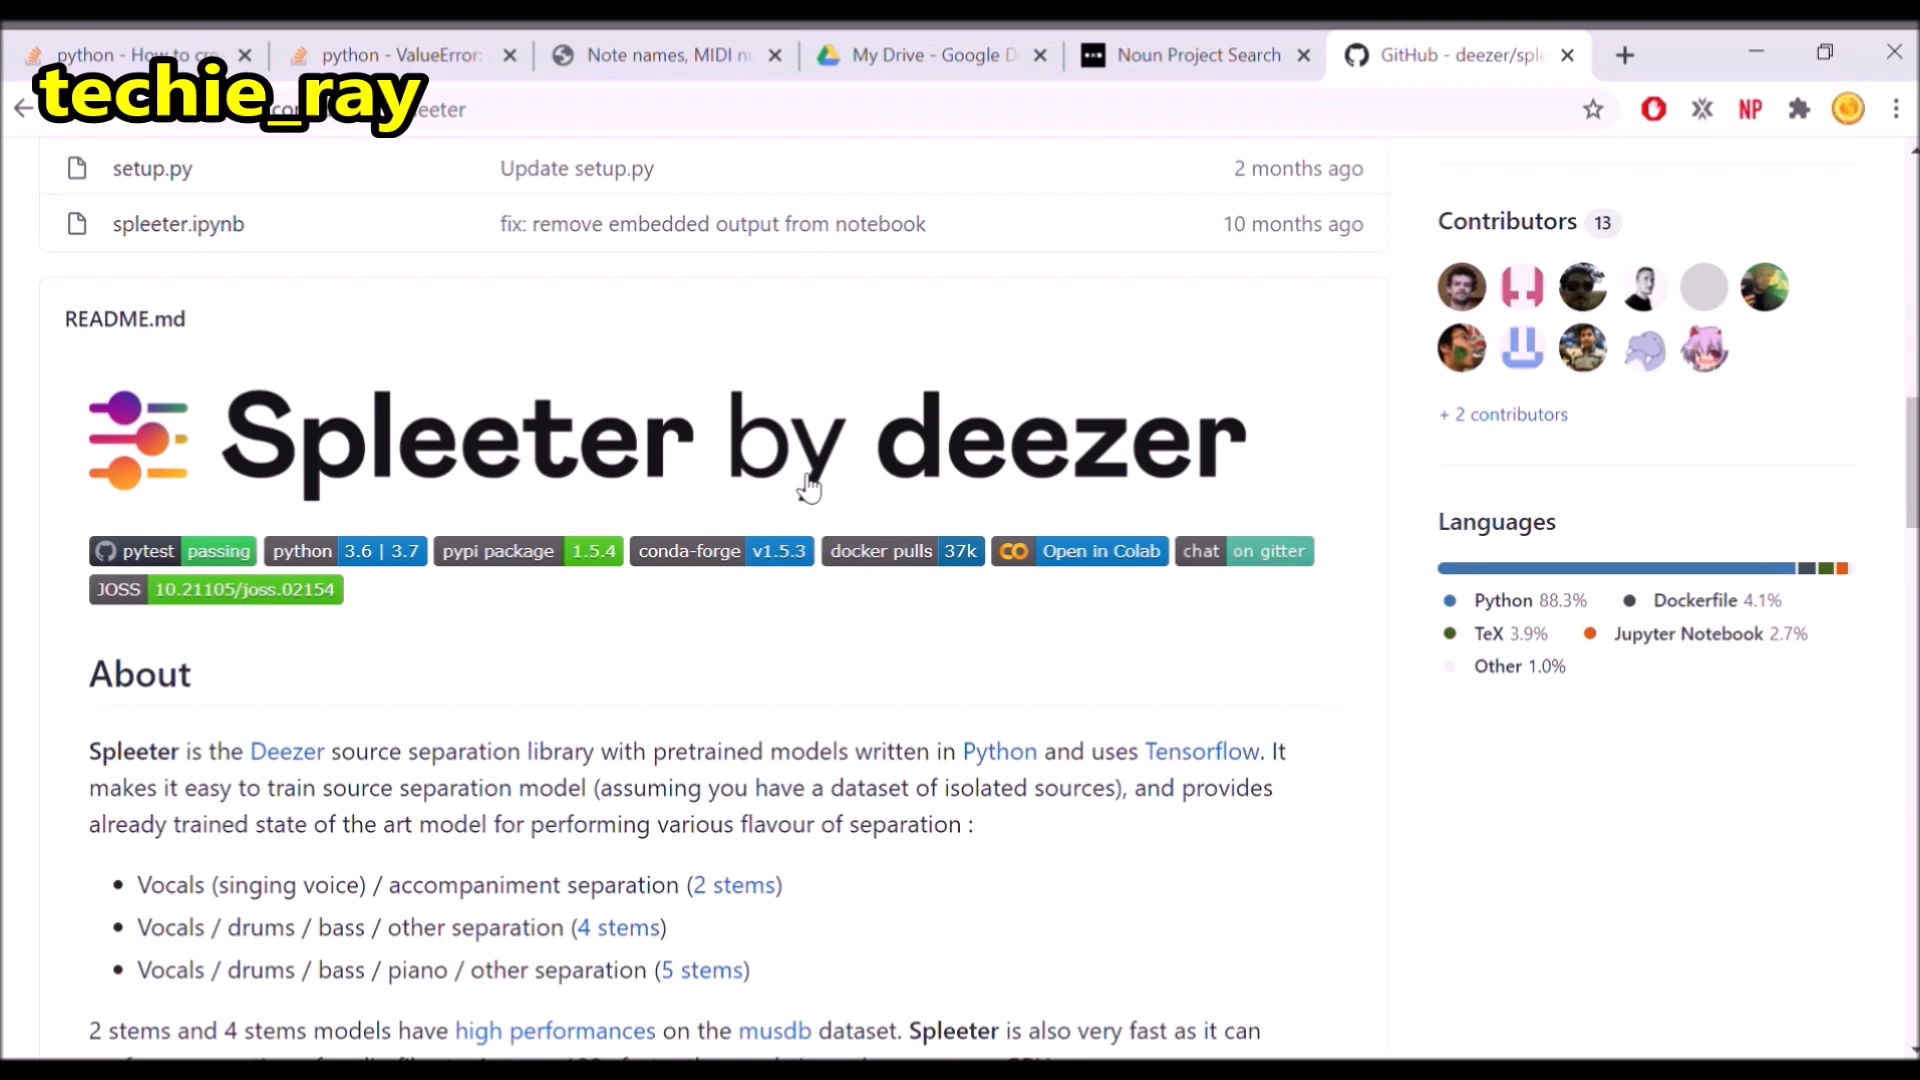 python - How to cre
python - ValueError:
Note names, MIDI nu
My Drive - Google D
Noun Project Search
GitHub - deezer/sple
techie_ray
eeter
NP
setup.py
Update setup.py
2 months ago
spleeter.ipynb
fix: remove embedded output from notebook
10 months ago
README.md
Spleeter by deezer
pytest passing
python 3.6 | 3.7
pypi package 1.5.4
conda-forge v1.5.3
docker pulls 37k
CO Open in Colab
chat on gitter
JOSS 10.21105/joss.02154
About
Spleeter is the Deezer source separation library with pretrained models written in Python and uses Tensorflow. It
makes it easy to train source separation model (assuming you have a dataset of isolated sources), and provides
already trained state of the art model for performing various flavour of separation :
• Vocals (singing voice) / accompaniment separation (2 stems)
• Vocals / drums / bass / other separation (4 stems)
• Vocals / drums / bass / piano / other separation (5 stems)
2 stems and 4 stems models have high performances on the musdb dataset. Spleeter is also very fast as it can
Contributors 13
+ 2 contributors
Languages
Python 88.3%
Dockerfile 4.1%
TeX 3.9%
Jupyter Notebook 2.7%
Other 1.0%